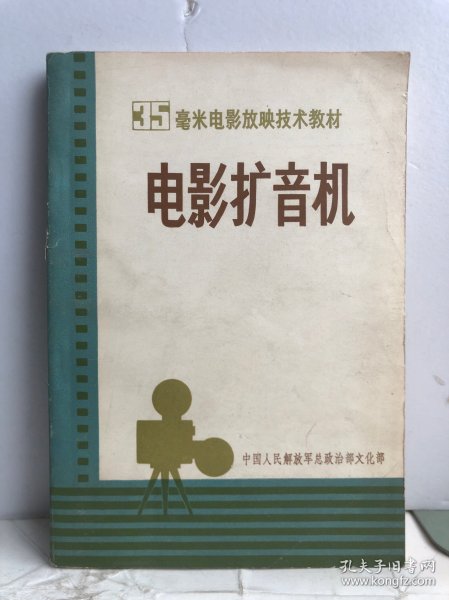 35毫米电影放映技术教材
电影扩音机
中国人民解放军总政治部文化部
孔夫子旧书网
www.kongfz.com